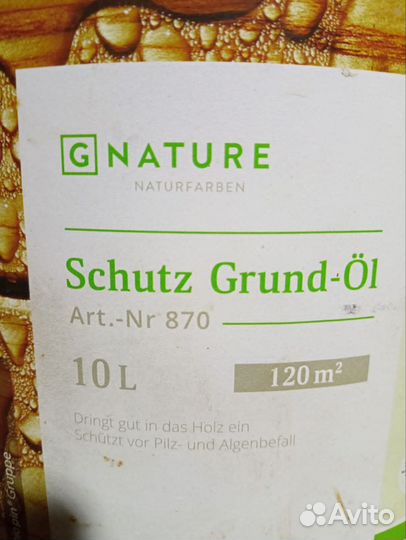 G NATURE
NATURFARBEN
Schutz Grund-Öl
Art.-Nr 870
10 L
120 m²
Dringt gut in das Holz ein
Schützt vor Pilz- und Algenbefall
Gruppe
Avito